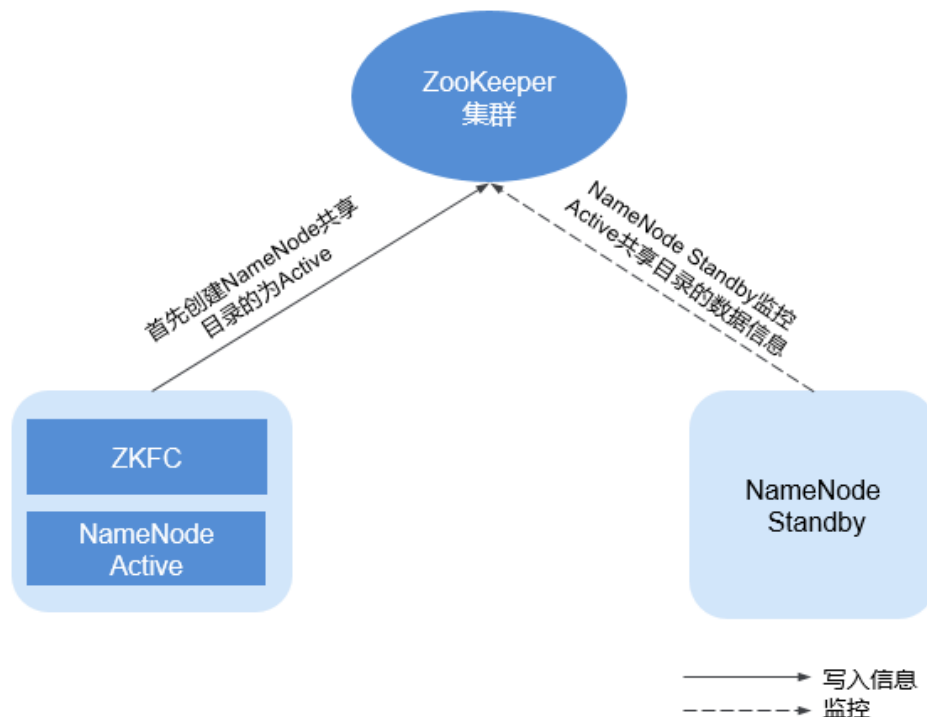 ZooKeeper
集群
首先创建NameNode共享
目录的为Active
NameNode Standby监控
Active共享目录的数据信息
ZKFC
NameNode
Active
NameNode
Standby
写入信息
监控